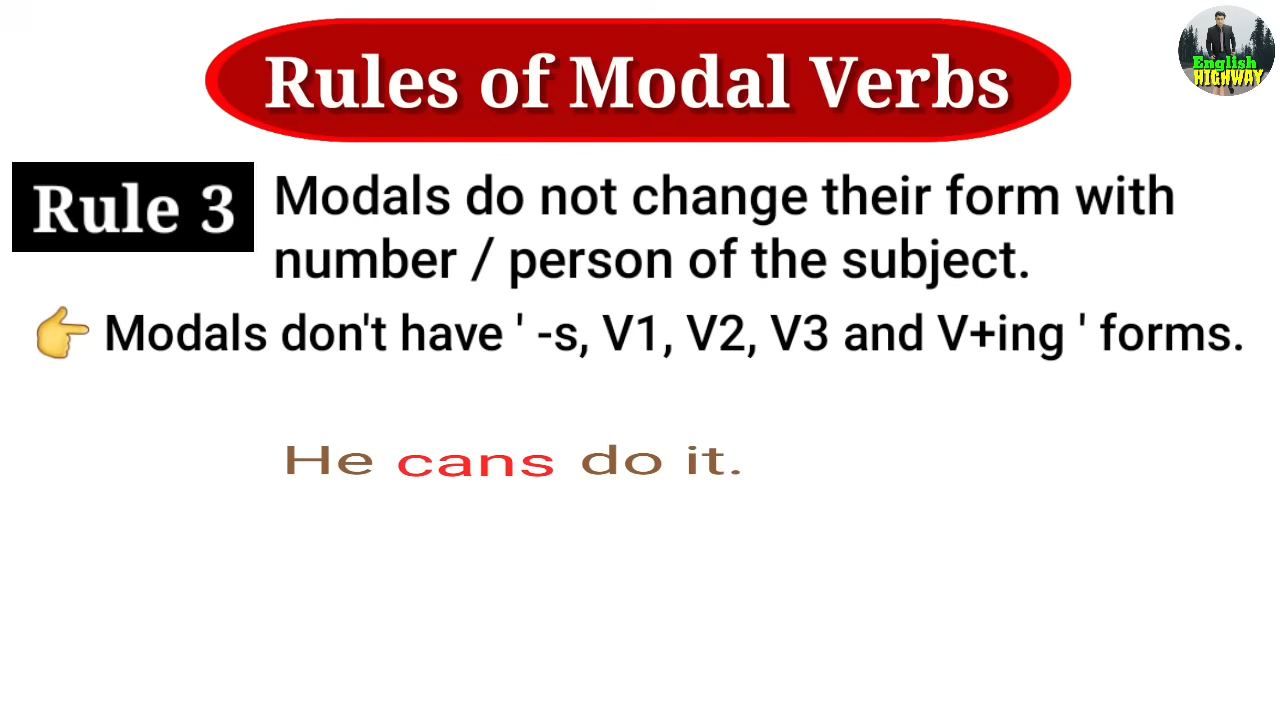 Rules of Modal Verbs
English
HIGHWAY
Rule 3
Modals do not change their form with
number / person of the subject.
👉 Modals don't have ' -s, V1, V2, V3 and V+ing ' forms.
He cans do it.